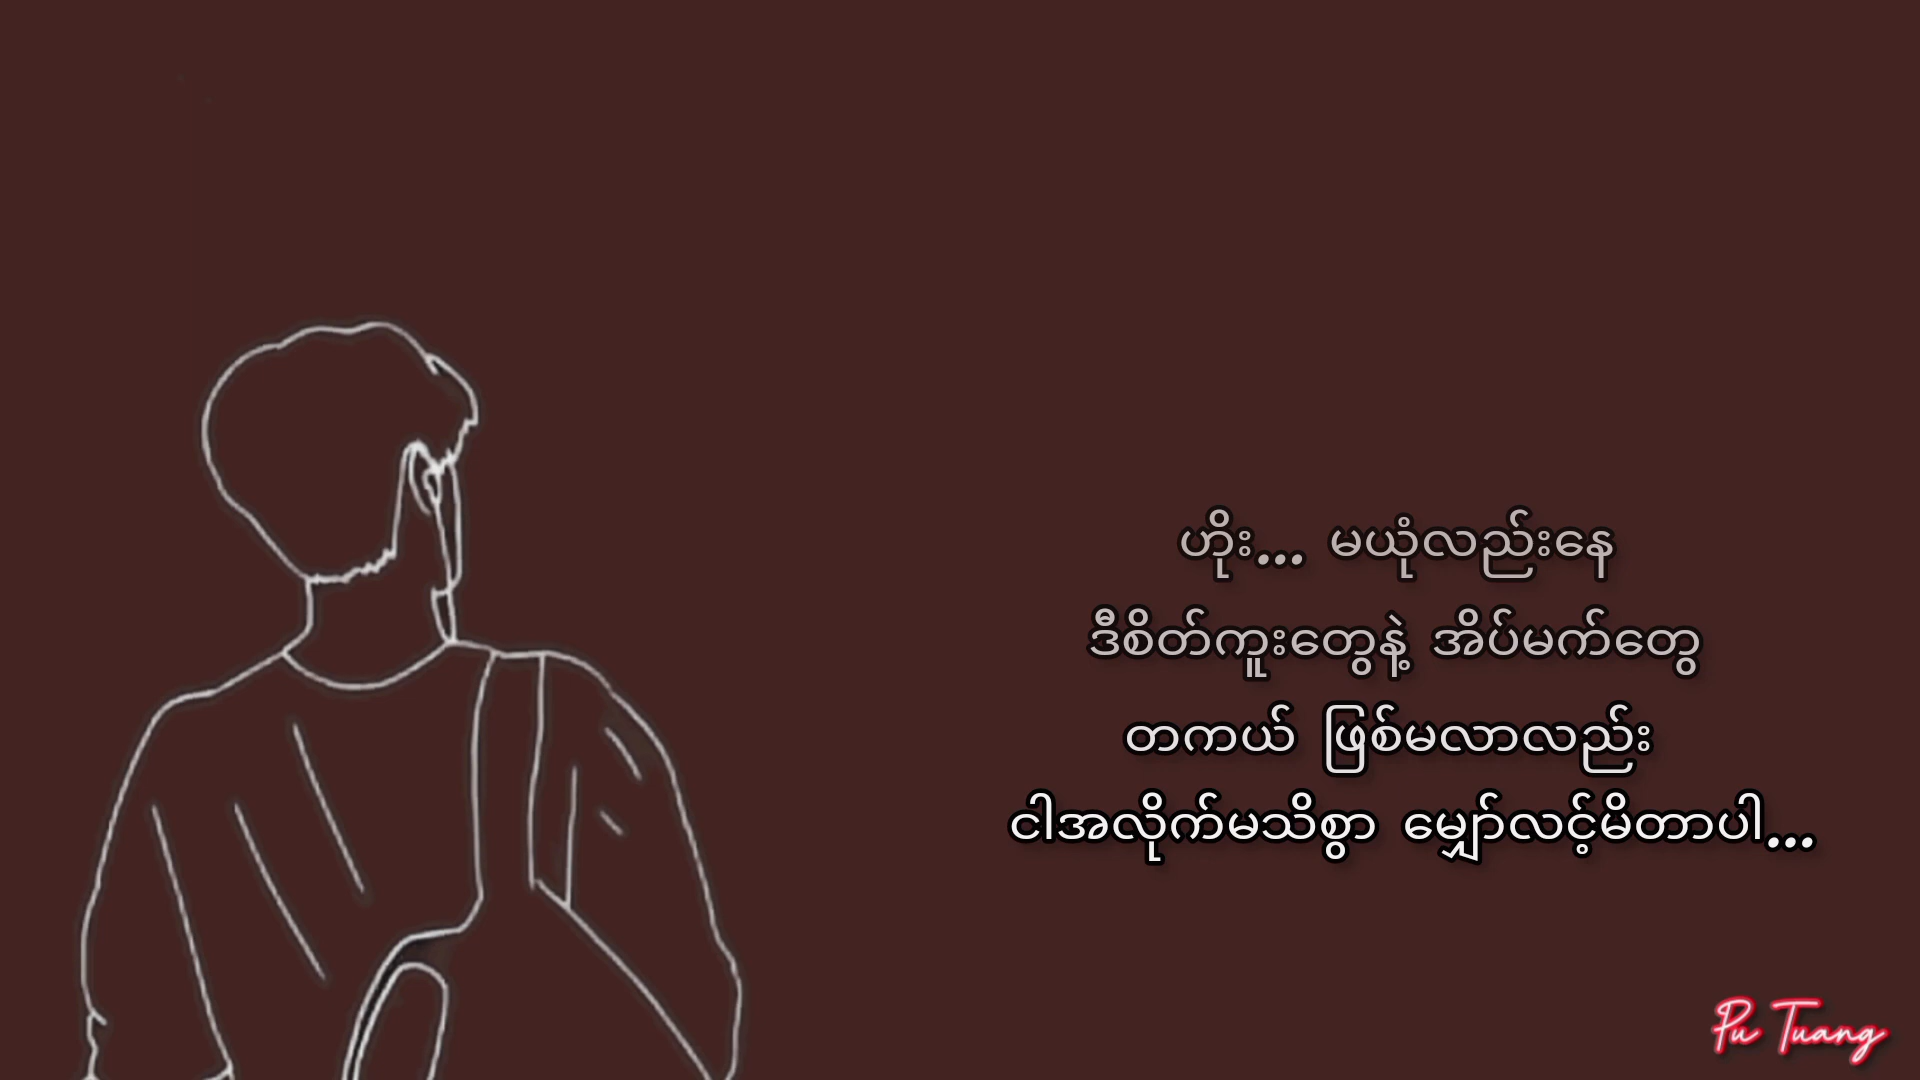 ဟိုး... မယုံလည်းနေ
ဒီစိတ်ကူးတွေနဲ့ အိပ်မက်တွေ
တကယ် ဖြစ်မလာလည်း
ငါအလိုက်မသိစွာ မျှော်လင့်မိတာပါ...
Pu Tuang